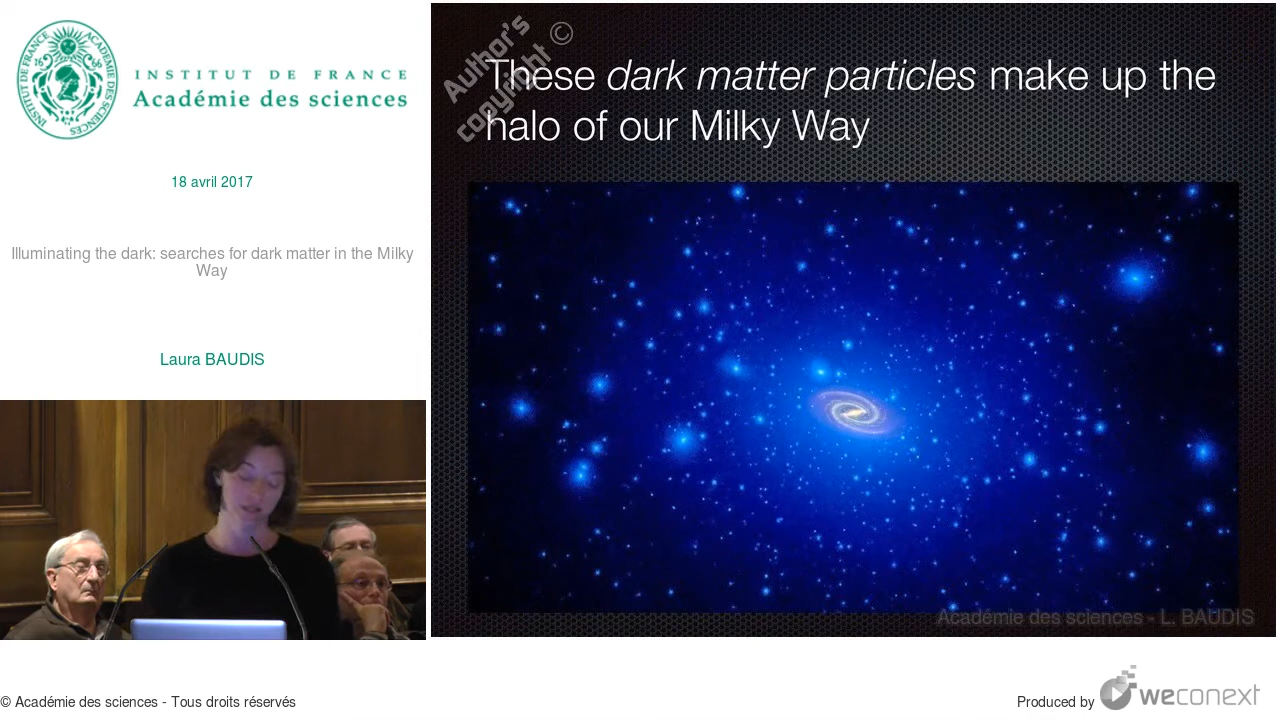 INSTITUT DE FRANCE
Académie des sciences
18 avril 2017
Illuminating the dark: searches for dark matter in the Milky
Way
Laura BAUDIS
Author's
copyright ©
These dark matter particles make up the
halo of our Milky Way
Académie des sciences - L. BAUDIS
© Académie des sciences - Tous droits réservés
Produced by weconext